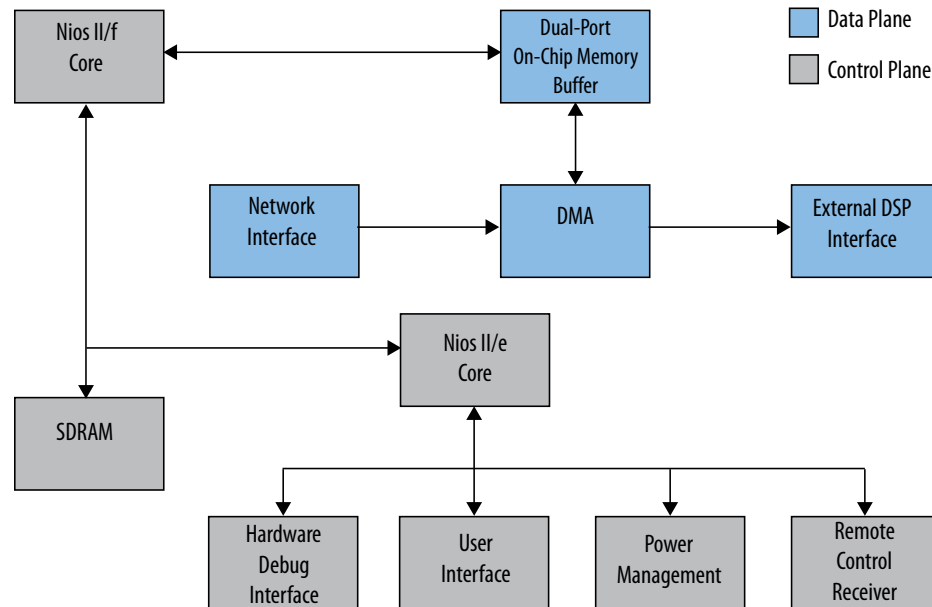 Nios II/f
Core
Dual-Port
On-Chip Memory
Buffer
Data Plane
Control Plane
Network
Interface
DMA
External DSP
Interface
Nios II/e
Core
SDRAM
Hardware
Debug
Interface
User
Interface
Power
Management
Remote
Control
Receiver